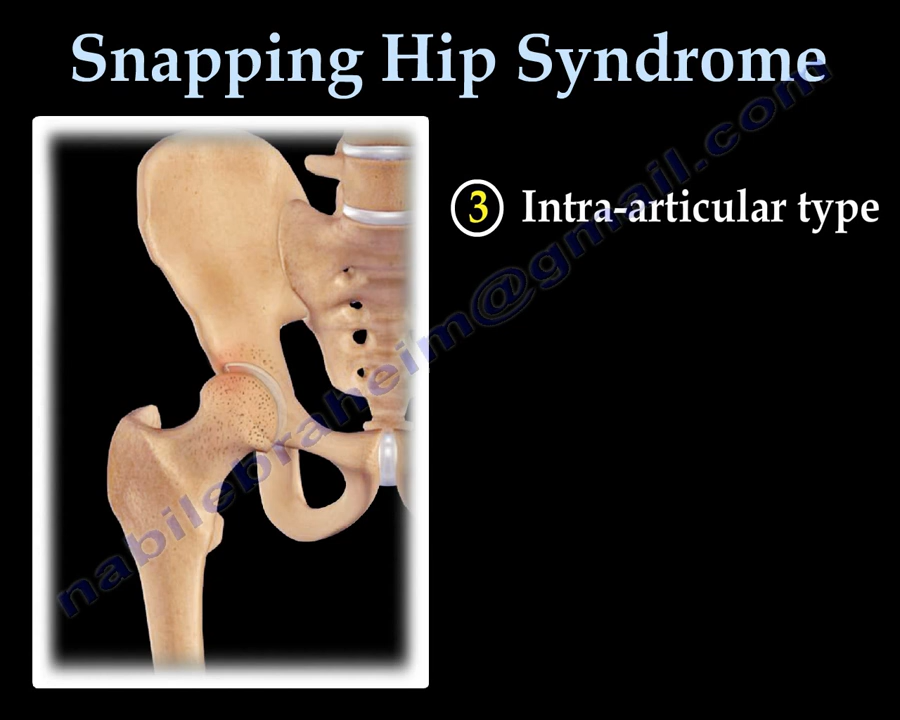 Snapping Hip Syndrome
3 Intra-articular type
nabilebraheim@gmail.com